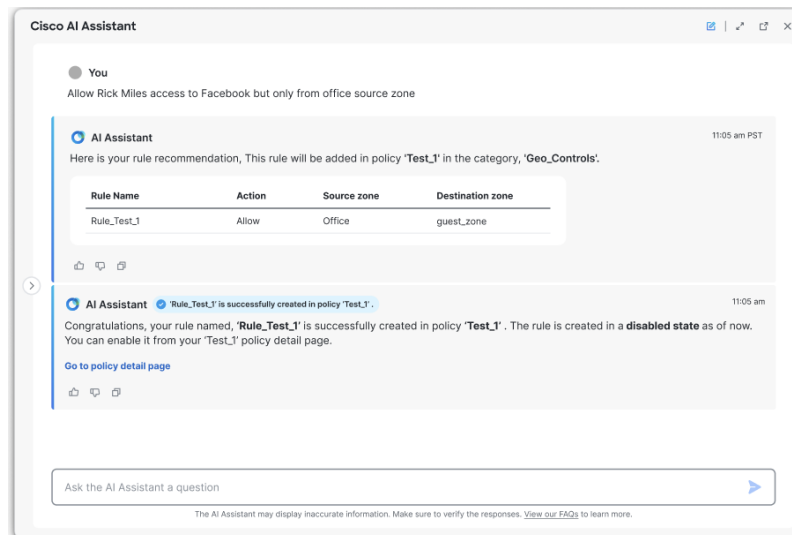 Cisco AI Assistant
You
Allow Rick Miles access to Facebook but only from office source zone
AI Assistant
11:05 am PST
Here is your rule recommendation, This rule will be added in policy 'Test_1' in the category, 'Geo_Controls'.
Rule Name Action Source zone Destination zone
Rule_Test_1 Allow Office guest_zone
AI Assistant 'Rule_Test_1' is successfully created in policy 'Test_1' .
11:05 am
Congratulations, your rule named, 'Rule_Test_1' is successfully created in policy 'Test_1' . The rule is created in a disabled state as of now.
You can enable it from your 'Test_1' policy detail page.
Go to policy detail page
Ask the AI Assistant a question
The AI Assistant may display inaccurate information. Make sure to verify the responses. View our FAQs to learn more.